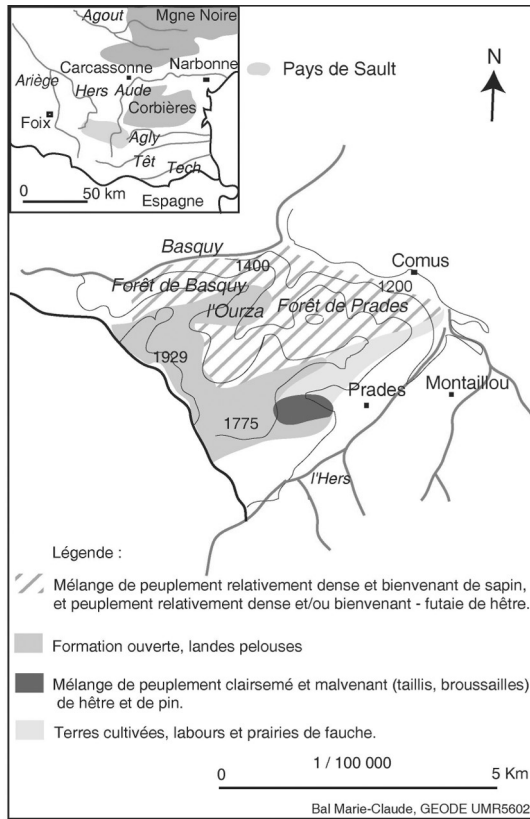 Agout
Mgne Noire
Carcassonne
Narbonne
Ariège
Hers
Aude
Corbières
Foix
Agly
Têt
Tech
0
50 km
Espagne
Pays de Sault
N
Basquy
1400
Comus
1200
Forêt de Basquy
Forêt de Prades
l'Ourza
1929
Prades
Montaillou
1775
l'Hers
Légende :
Mélange de peuplement relativement dense et bienvenant de sapin,
et peuplement relativement dense et/ou bienvenant - futaie de hêtre.
Formation ouverte, landes pelouses
Mélange de peuplement clairsemé et malvenant (taillis, broussailles)
de hêtre et de pin.
Terres cultivées, labours et prairies de fauche.
1 / 100 000
0
5 Km
Bal Marie-Claude, GEODE UMR5602